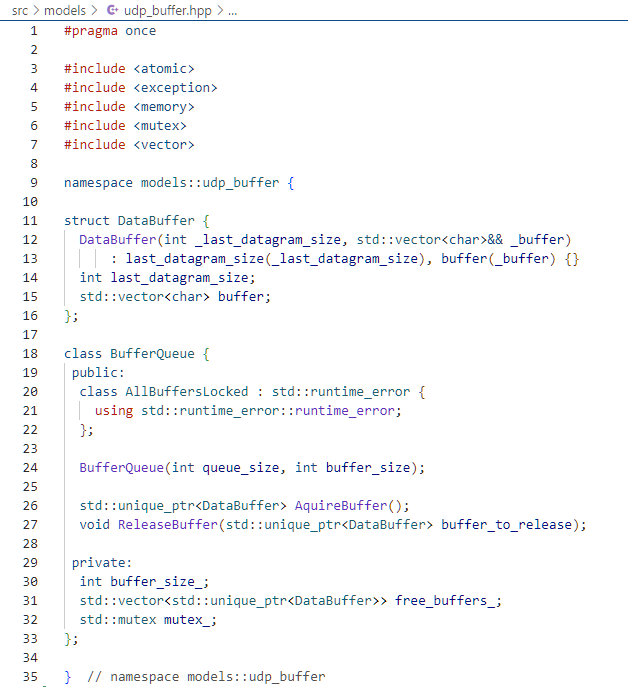 src > models > udp_buffer.hpp > ...
1 #pragma once
2
3 #include <atomic>
4 #include <exception>
5 #include <memory>
6 #include <mutex>
7 #include <vector>
8
9 namespace models::udp_buffer {
10
11 struct DataBuffer {
12   DataBuffer(int _last_datagram_size, std::vector<char>&& _buffer)
13       : last_datagram_size(_last_datagram_size), buffer(_buffer) {}
14   int last_datagram_size;
15   std::vector<char> buffer;
16 };
17
18 class BufferQueue {
19  public:
20   class AllBuffersLocked : std::runtime_error {
21     using std::runtime_error::runtime_error;
22   };
23
24   BufferQueue(int queue_size, int buffer_size);
25
26   std::unique_ptr<DataBuffer> AquireBuffer();
27   void ReleaseBuffer(std::unique_ptr<DataBuffer> buffer_to_release);
28
29  private:
30   int buffer_size_;
31   std::vector<std::unique_ptr<DataBuffer>> free_buffers_;
32   std::mutex mutex_;
33 };
34
35 }  // namespace models::udp_buffer